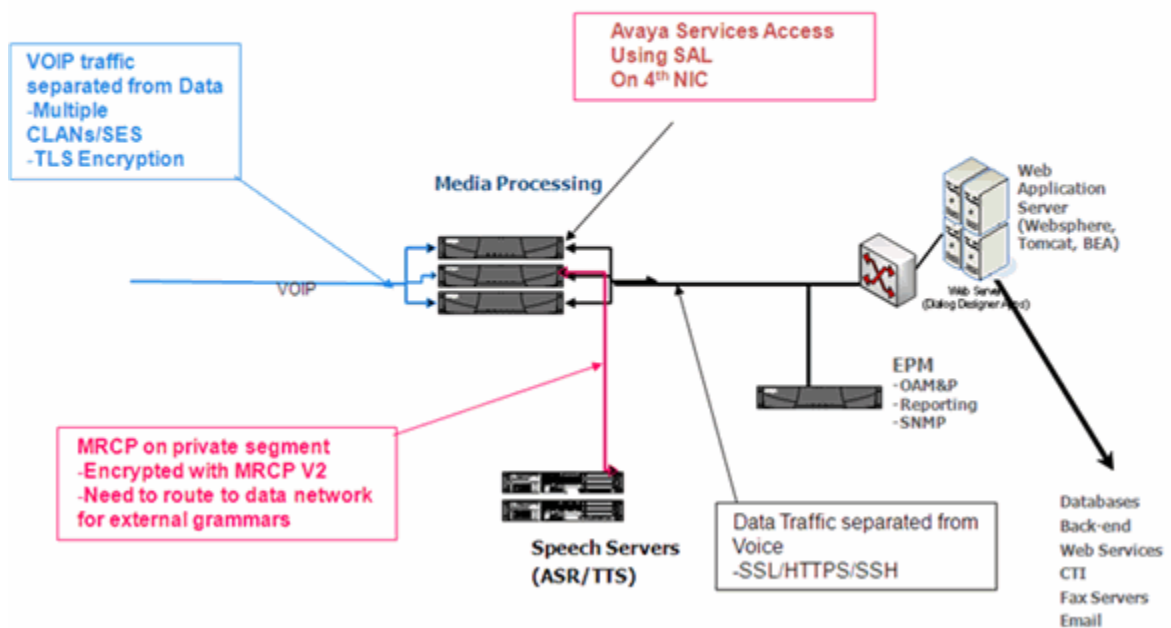 VOIP traffic
separated from Data
-Multiple
CLANs/SES
-TLS Encryption
Avaya Services Access
Using SAL
On 4th NIC
Media Processing
Web
Application
Server
(Websphere,
Tomcat, BEA)
VOIP
Web Server
(Dialog Designer Apps)
EPM
-OAM&P
-Reporting
-SNMP
MRCP on private segment
-Encrypted with MRCP V2
-Need to route to data network
for external grammars
Speech Servers
(ASR/TTS)
Data Traffic separated from
Voice
-SSL/HTTPS/SSH
Databases
Back-end
Web Services
CTI
Fax Servers
Email